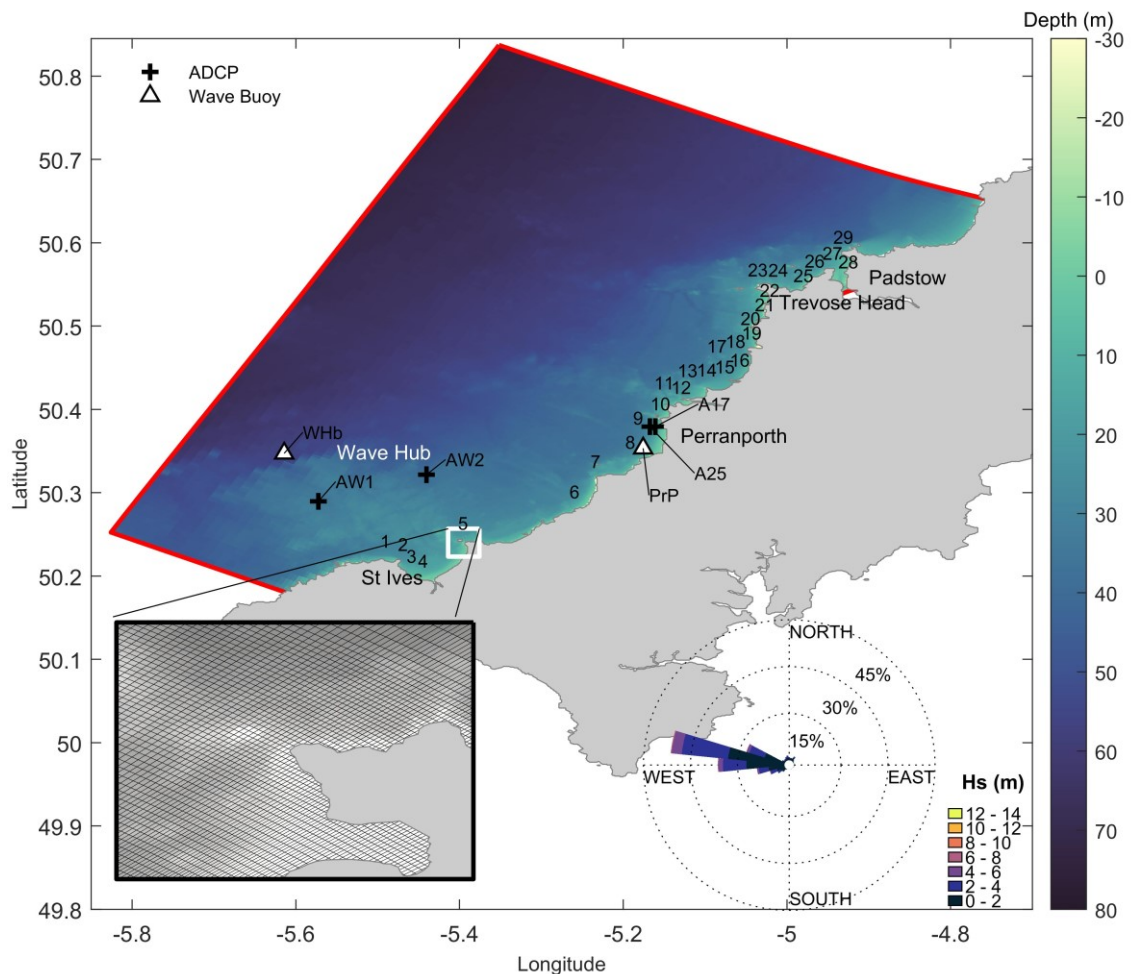 Depth (m)
ADCP
Wave Buoy
50.8
50.7
50.6
50.5
50.4
50.3
50.2
50.1
50
49.9
49.8
Latitude
-30
-20
-10
0
10
20
30
40
50
60
70
80
29
27
26
28
23 24
25
Padstow
22
Trevose Head
21
20
19
18
17
16
15
14
13
11
12
10
A17
9
Perranporth
8
A25
PrP
7
6
WHb
Wave Hub
AW2
AW1
5
1
2
3
4
St Ives
NORTH
45%
30%
15%
WEST
EAST
SOUTH
Hs (m)
12 - 14
10 - 12
8 - 10
6 - 8
4 - 6
2 - 4
0 - 2
-5.8
-5.6
-5.4
-5.2
-5
-4.8
Longitude